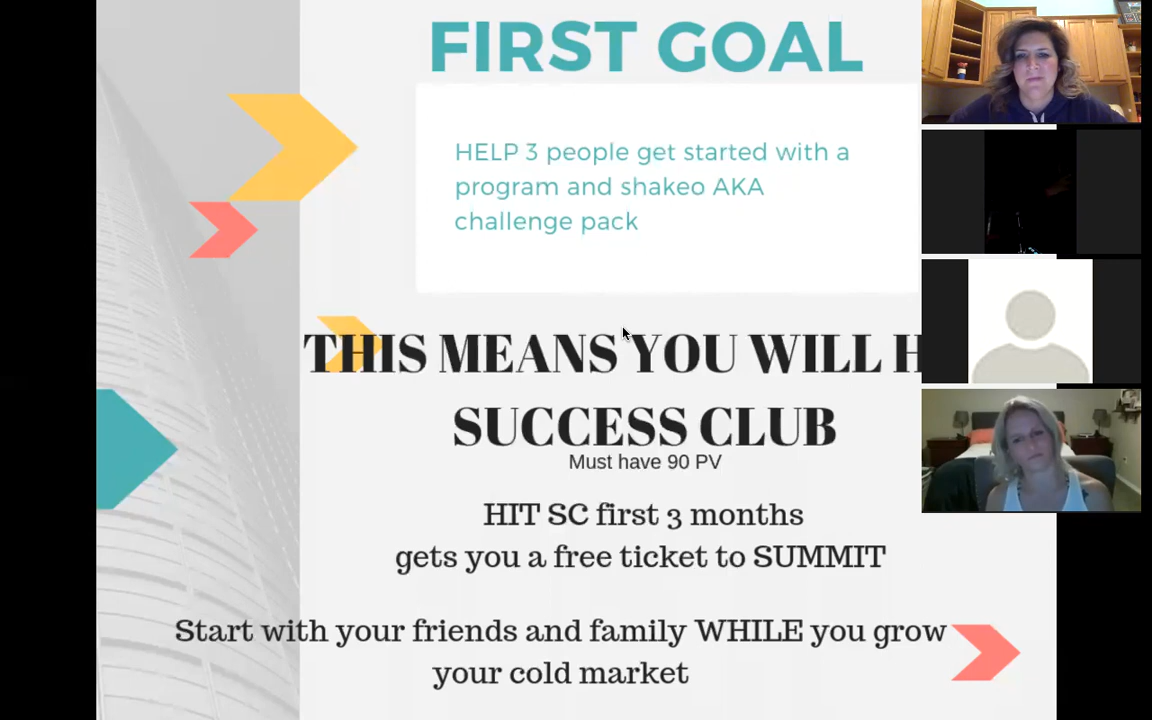 FIRST GOAL
HELP 3 people get started with a
program and shakeo AKA
challenge pack
THIS MEANS YOU WILL H
SUCCESS CLUB
Must have 90 PV
HIT SC first 3 months
gets you a free ticket to SUMMIT
Start with your friends and family WHILE you grow
your cold market